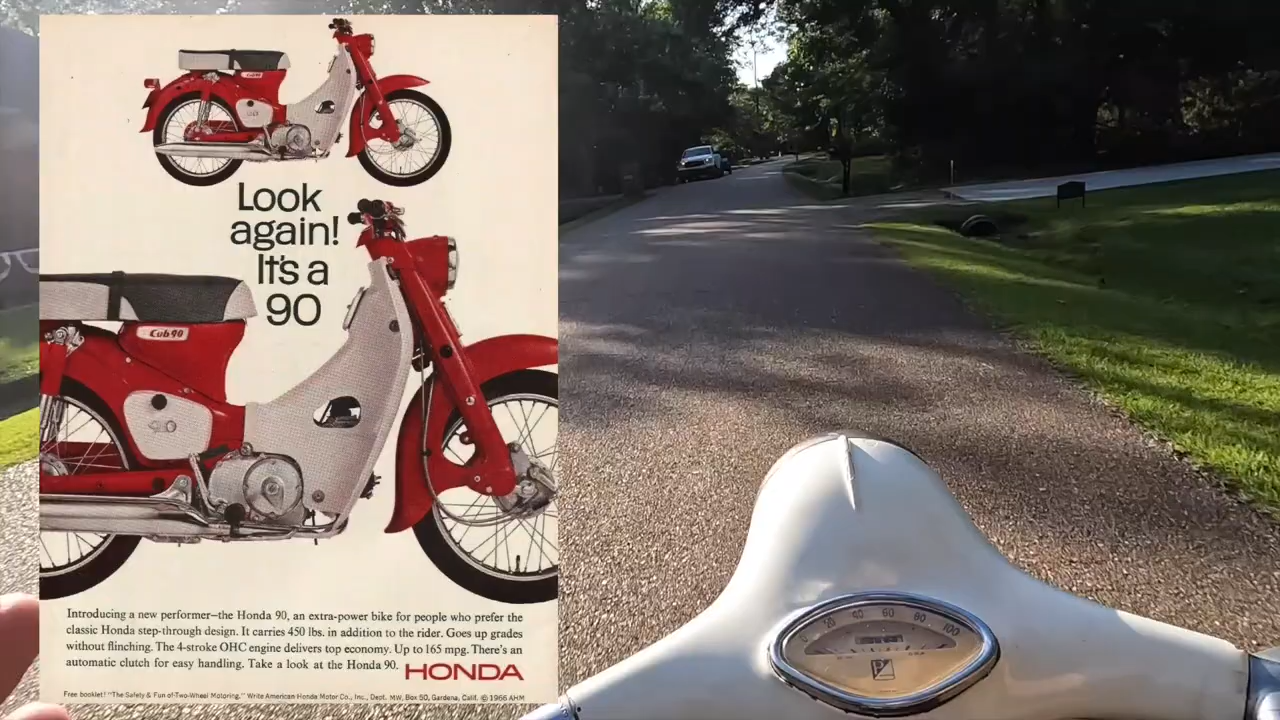 Look
again!
It's a
90
Cub 90
Introducing a new performer—the Honda 90, an extra-power bike for people who prefer the
classic Honda step-through design. It carries 450 lbs. in addition to the rider. Goes up grades
without flinching. The 4-stroke OHC engine delivers top economy. Up to 165 mpg. There's an
automatic clutch for easy handling. Take a look at the Honda 90.
HONDA
Free booklet! "The Safety & Fun of Two-Wheel Motoring." Write American Honda Motor Co., Inc., Dept. MW, Box 50, Gardena, Calif. © 1966 AHM
0 20 40 60 80 100